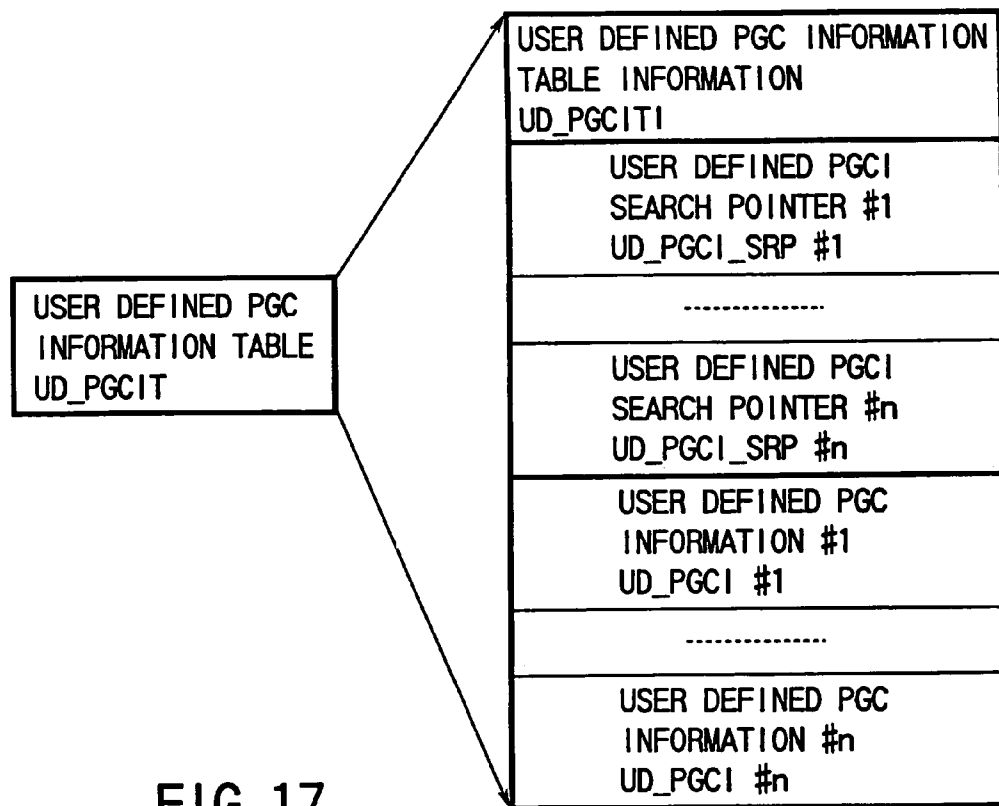 USER DEFINED PGC
INFORMATION TABLE
UD_PGCIT
USER DEFINED PGC INFORMATION
TABLE INFORMATION
UD_PGCITI
USER DEFINED PGCI
SEARCH POINTER #1
UD_PGCI_SRP #1
USER DEFINED PGCI
SEARCH POINTER #n
UD_PGCI_SRP #n
USER DEFINED PGC
INFORMATION #1
UD_PGCI #1
USER DEFINED PGC
INFORMATION #n
UD_PGCI #n
FIG. 17